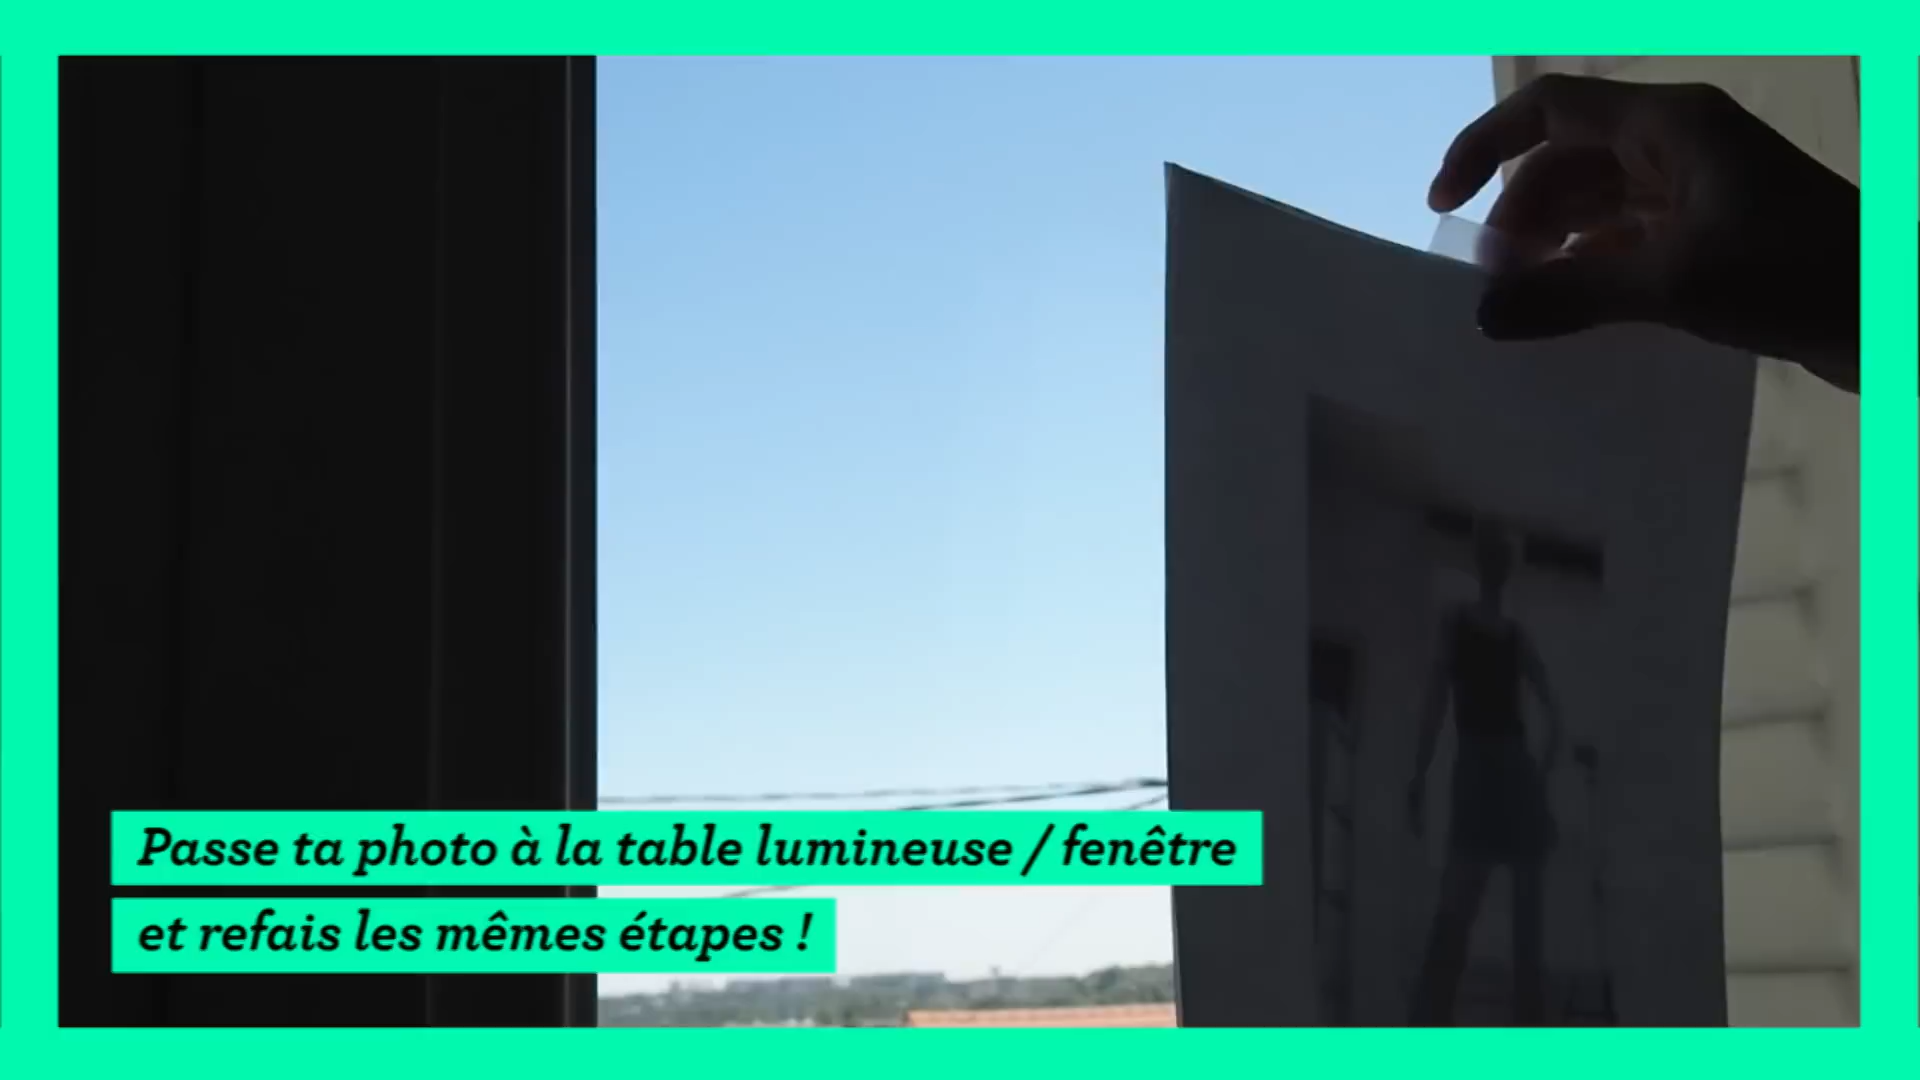 Passe ta photo à la table lumineuse / fenêtre
et refais les mêmes étapes !